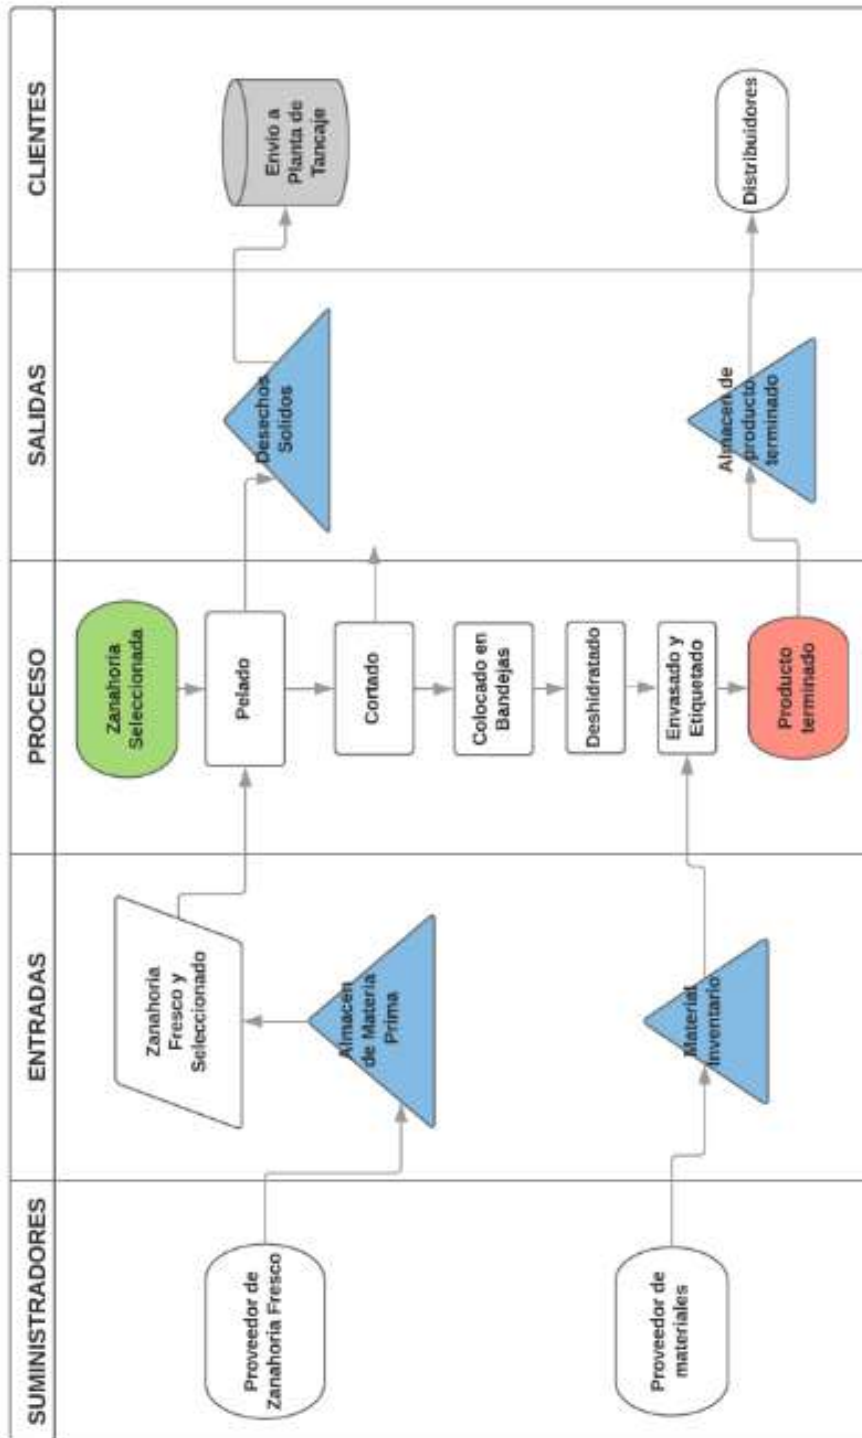 SUMINISTRADORES
ENTRADAS
PROCESO
SALIDAS
CLIENTES
Proveedor de
Zanahoria Fresco
Proveedor de
materiales
Zanahoria
Fresco y
Seleccionado
Almacen
de Materia
Prima
Material
Inventario
Zanahoria
Seleccionada
Pelado
Cortado
Colocado en
Bandejas
Deshidratado
Envasado y
Etiquetado
Producto
terminado
Desechos
Solidos
Almacen de
producto
terminado
Envio a
Planta de
Tancaje
Distribuidores